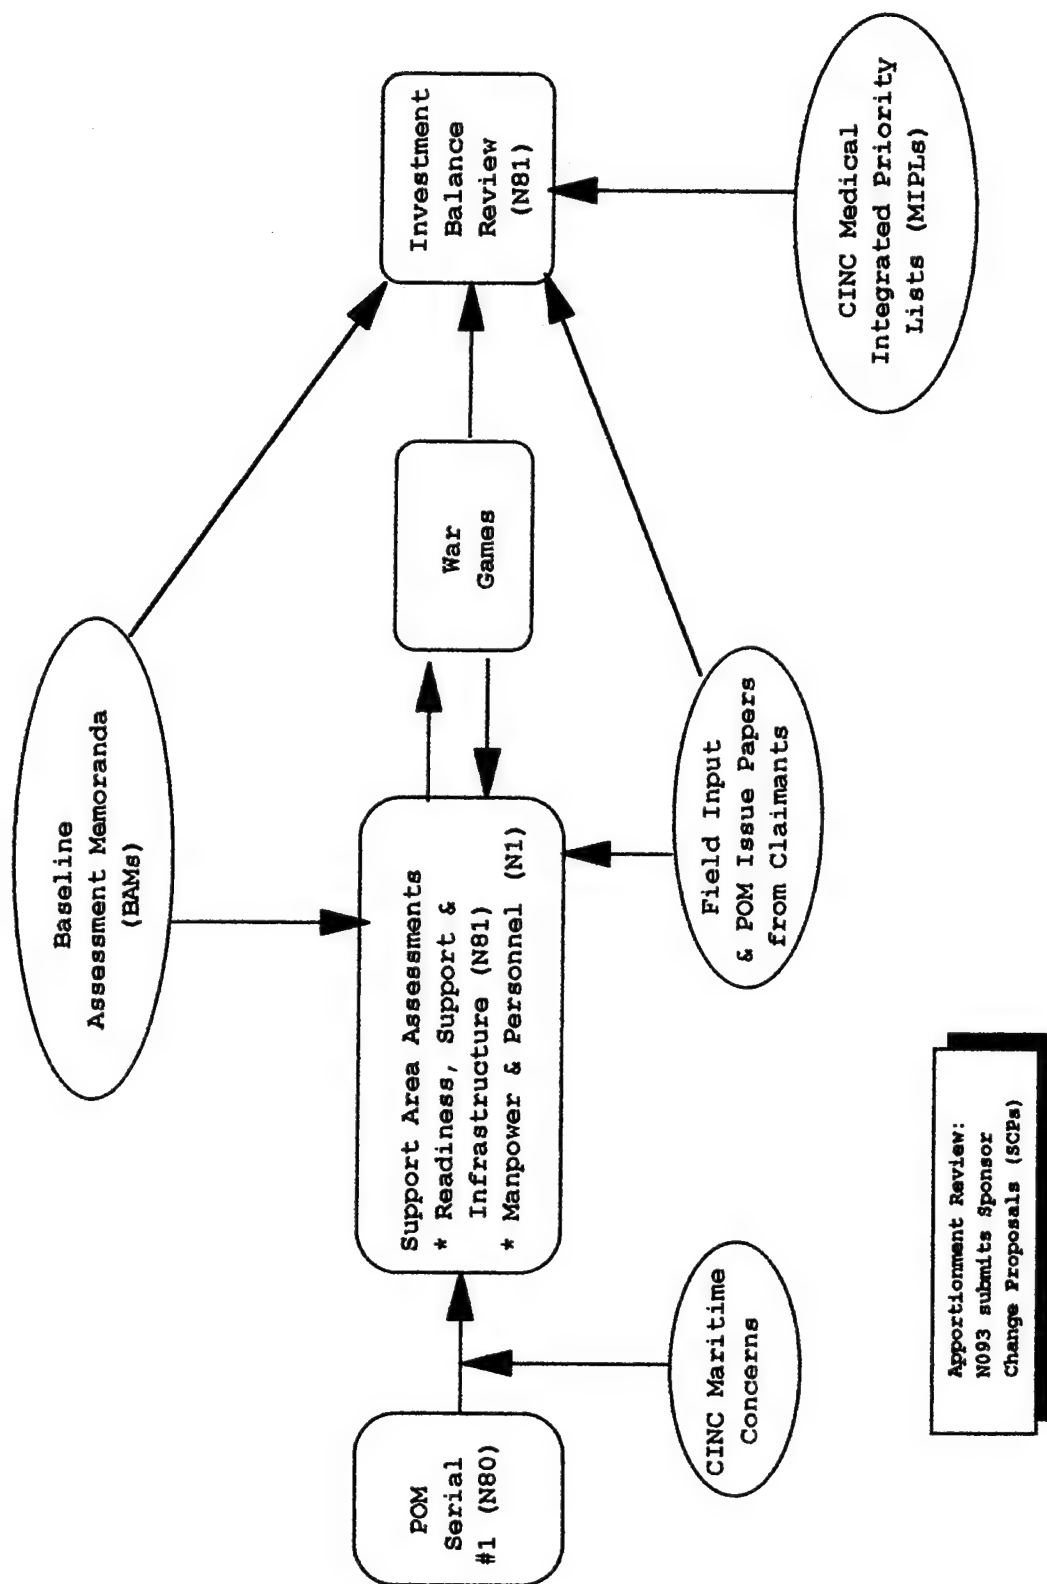 Baseline
Assessment Memoranda
(BAMs)
POM
Serial
#1 (N80)
Support Area Assessments
* Readiness, Support &
Infrastructure (N81)
* Manpower & Personnel (N1)
War
Games
Investment
Balance
Review
(N81)
CINC Maritime
Concerns
Field Input
& POM Issue Papers
from Claimants
CINC Medical
Integrated Priority
Lists (MIPLs)
Apportionment Review:
N093 submits Sponsor
Change Proposals (SCPs)